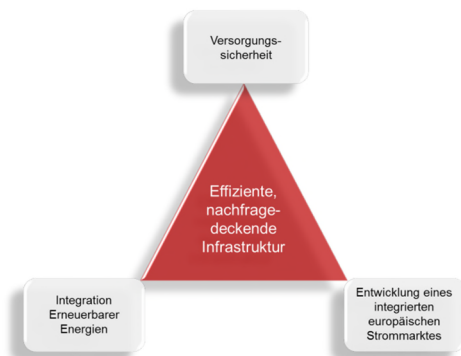 Versorgungs-
sicherheit
Effiziente,
nachfrage-
deckende
Infrastruktur
Integration
Erneuerbarer
Energien
Entwicklung eines
integrierten
europäischen
Strommarktes